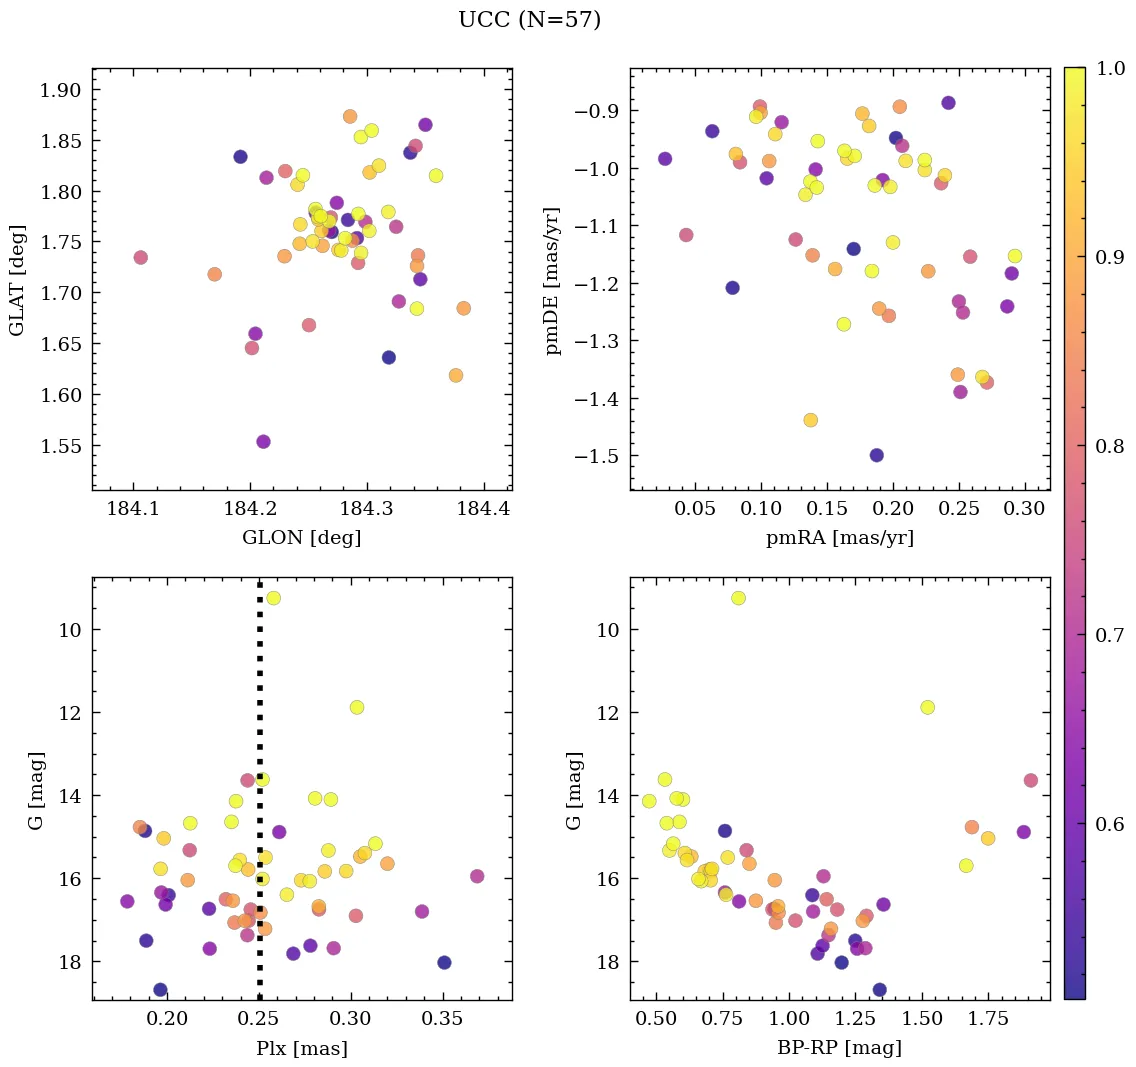 UCC (N=57)
1.90
1.85
1.80
1.75
1.70
1.65
1.60
1.55
GLAT [deg]
184.1 184.2 184.3 184.4
GLON [deg]
−0.9
−1.0
−1.1
−1.2
−1.3
−1.4
−1.5
pmDE [mas/yr]
0.05 0.10 0.15 0.20 0.25 0.30
pmRA [mas/yr]
10
12
14
16
18
G [mag]
0.20 0.25 0.30 0.35
Plx [mas]
10
12
14
16
18
G [mag]
0.50 0.75 1.00 1.25 1.50 1.75
BP-RP [mag]
1.0
0.9
0.8
0.7
0.6